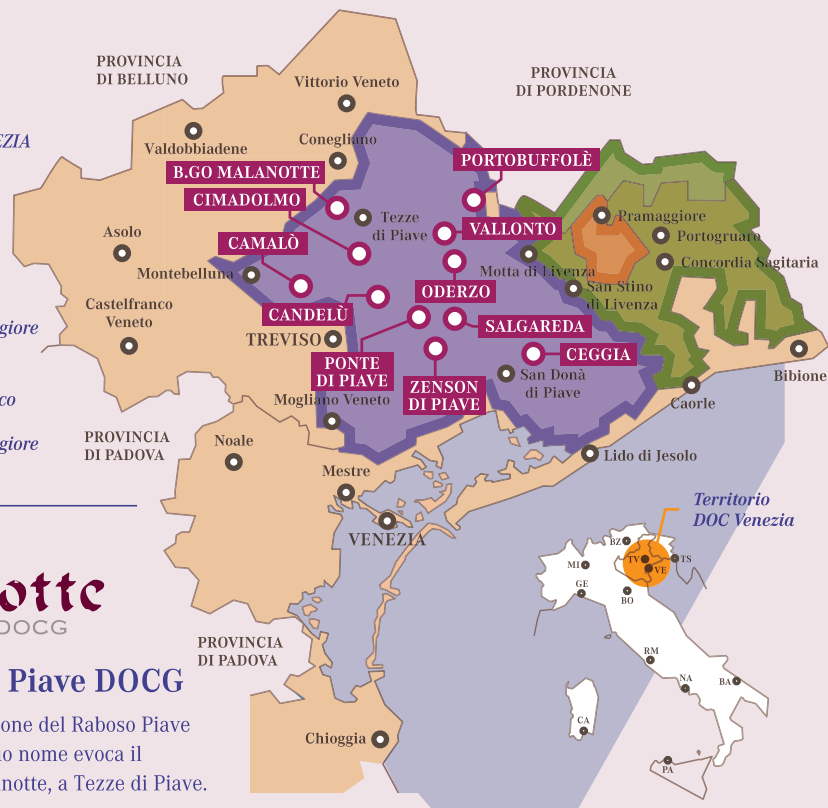 PROVINCIA
DI BELLUNO
PROVINCIA
DI PORDENONE
Vittorio Veneto
Valdobbiadene
Conegliano
B.GO MALANOTTE
PORTOBUFFOLÈ
CIMADOLMO
Tezze
di Piave
VALLONTO
Pramaggiore
Portogruaro
Asolo
CAMALÒ
Montebelluna
Motta di Livenza
Concordia Sagitaria
ODERZO
San Stino
di Livenza
Castelfranco
Veneto
CANDELÙ
SALGAREDA
giore
TREVISO
CEGGIA
PONTE
DI PIAVE
San Donà
di Piave
Bibione
ZENSON
DI PIAVE
Mogliano Veneto
Caorle
co
giore
PROVINCIA
DI PADOVA
Noale
Lido di Jesolo
Mestre
VENEZIA
Territorio
DOC Venezia
BZ
TV
VE
TS
MI
GE
BO
RM
NA
BA
CA
PA
EZIA
otte
DOCG
PROVINCIA
DI PADOVA
Piave DOCG
one del Raboso Piave
o nome evoca il
notte, a Tezze di Piave.
Chioggia